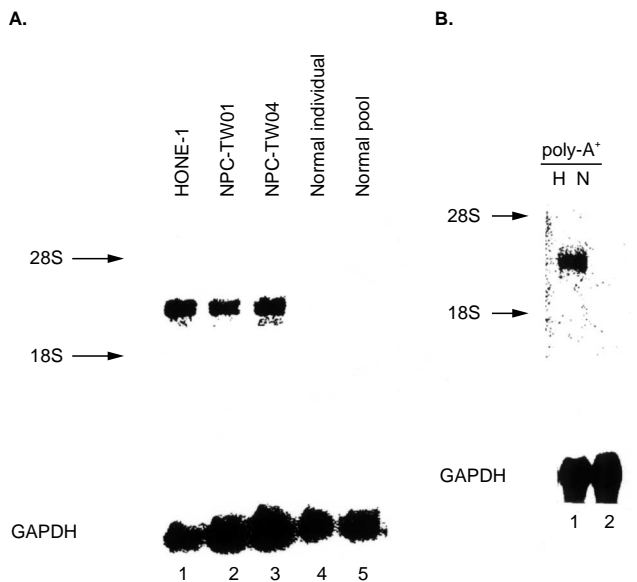 A.
HONE-1
NPC-TW01
NPC-TW04
Normal individual
Normal pool
28S
18S
GAPDH
1 2 3 4 5
B.
poly-A⁺
H N
28S
18S
GAPDH
1 2